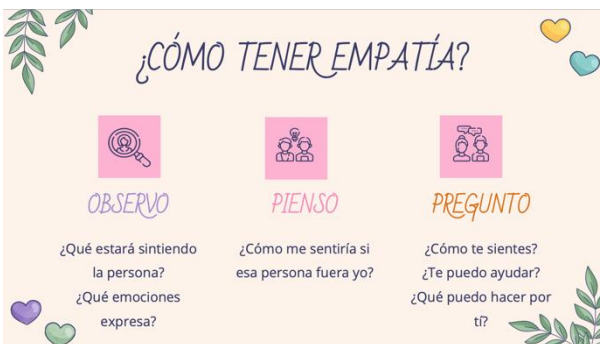 ¿CÓMO TENER EMPATÍA?
OBSERVO
¿Qué estará sintiendo
la persona?
¿Qué emociones
expresa?
PIENSO
¿Cómo me sentiría si
esa persona fuera yo?
PREGUNTO
¿Cómo te sientes?
¿Te puedo ayudar?
¿Qué puedo hacer por
tí?